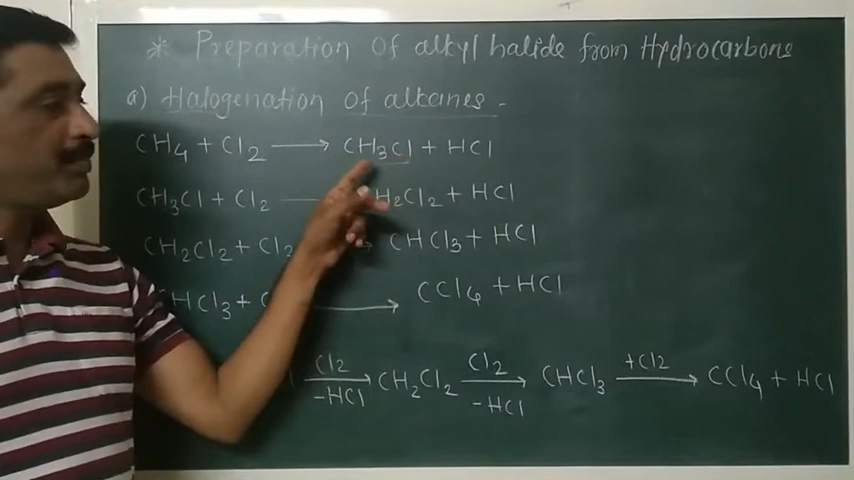 * Preparation of alkyl halide from Hydrocarbons
a) Halogenation of alkanes -
CH4 + Cl2 → CH3Cl + HCl
CH3Cl + Cl2 → H2Cl2 + HCl
CH2Cl2 + Cl2 → CHCl3 + HCl
HCl3 + → CCl4 + HCl
Cl2 → -HCl CH2Cl2 Cl2 → -HCl CHCl3 +Cl2 → CCl4 + HCl